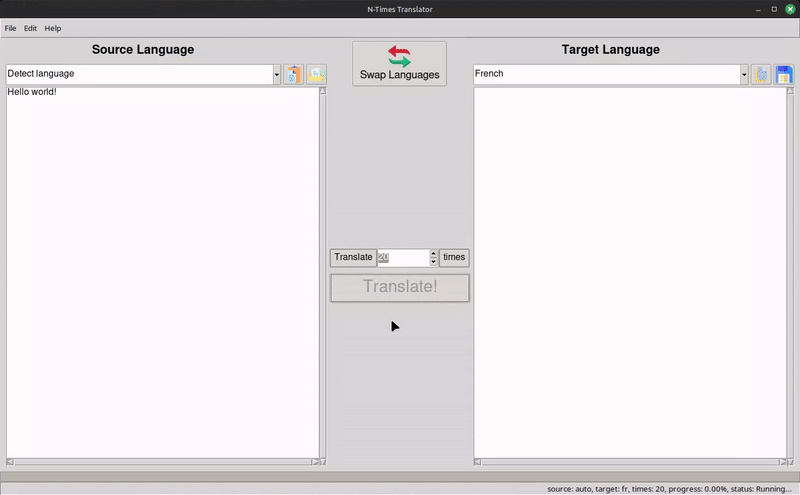 N-Times Translator
File Edit Help
Source Language
Target Language
Swap Languages
Detect language
French
Hello world!
Translate 20 times
Translate!
source: auto, target: fr, times: 20, progress: 0.00%, status: Running...